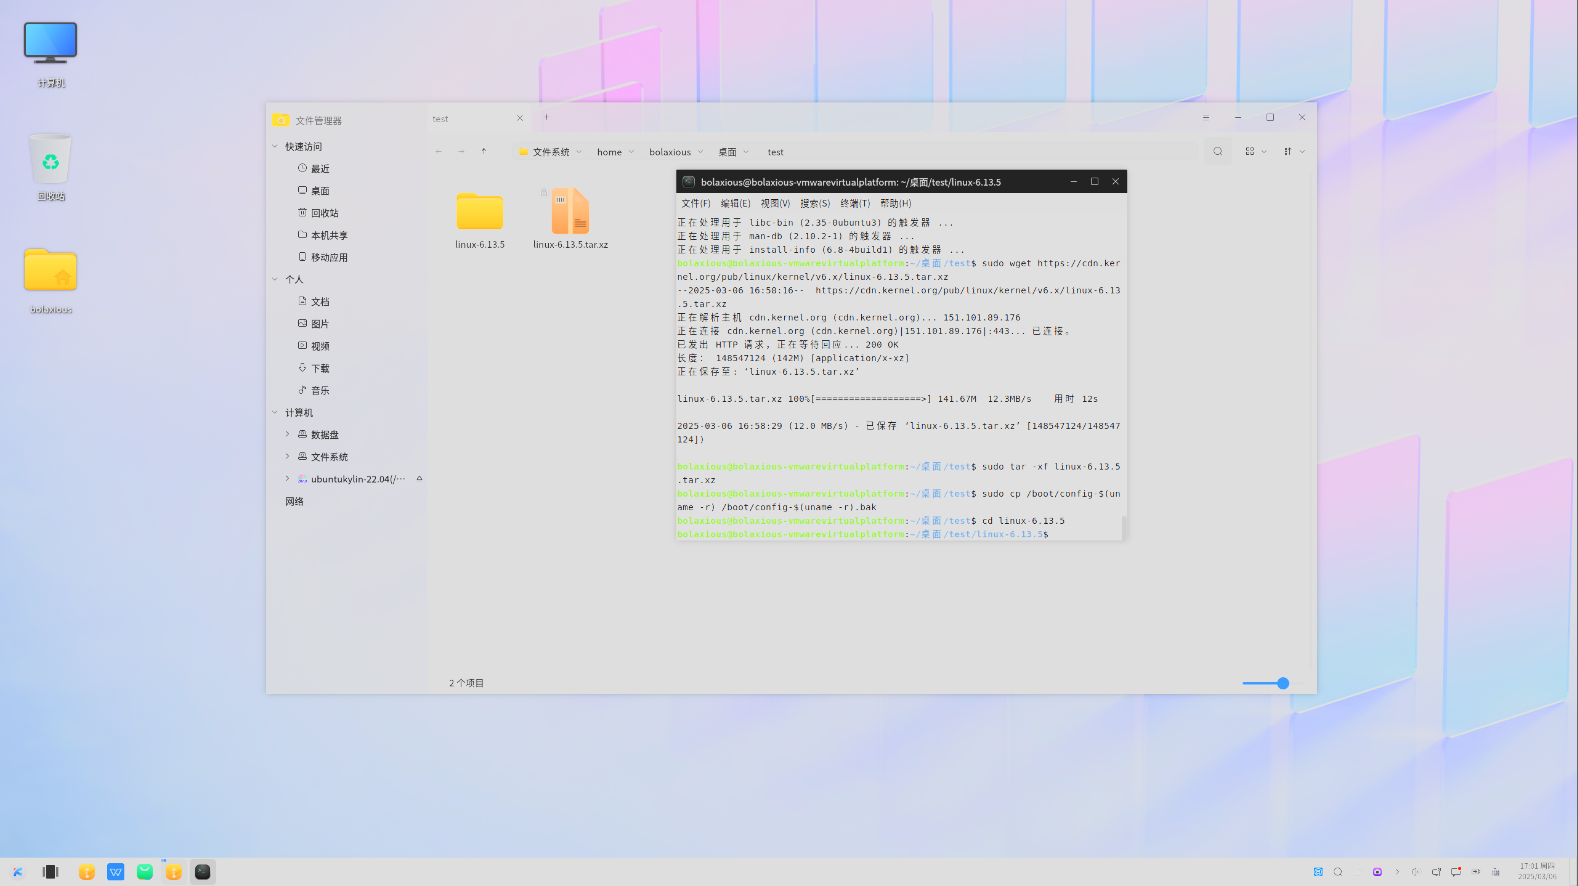 计算机
回收站
bolaxious
文件管理器
快速访问
最近
桌面
回收站
本机共享
移动应用
个人
文档
图片
视频
下载
音乐
计算机
数据盘
文件系统
ubuntukylin-22.04(/···
网络
test
文件系统 home bolaxious 桌面 test
linux-6.13.5
linux-6.13.5.tar.xz
2 个项目
bolaxious@bolaxious-vmwarevirtualplatform: ~/桌面/test/linux-6.13.5
文件(F) 编辑(E) 视图(V) 搜索(S) 终端(T) 帮助(H)
正在处理用于 libc-bin (2.35-0ubuntu3) 的触发器 ...
正在处理用于 man-db (2.10.2-1) 的触发器 ...
正在处理用于 install-info (6.8-4build1) 的触发器 ...
bolaxious@bolaxious-vmwarevirtualplatform:~/桌面/test$ sudo wget https://cdn.ker
nel.org/pub/linux/kernel/v6.x/linux-6.13.5.tar.xz
--2025-03-06 16:58:16--  https://cdn.kernel.org/pub/linux/kernel/v6.x/linux-6.13
.5.tar.xz
正在解析主机 cdn.kernel.org (cdn.kernel.org)... 151.101.89.176
正在连接 cdn.kernel.org (cdn.kernel.org)|151.101.89.176|:443... 已连接。
已发出 HTTP 请求，正在等待回应... 200 OK
长度： 148547124 (142M) [application/x-xz]
正在保存至: ‘linux-6.13.5.tar.xz’
linux-6.13.5.tar.xz 100%[===================>] 141.67M  12.3MB/s    用时 12s
2025-03-06 16:58:29 (12.0 MB/s) - 已保存 ‘linux-6.13.5.tar.xz’ [148547124/148547
124])
bolaxious@bolaxious-vmwarevirtualplatform:~/桌面/test$ sudo tar -xf linux-6.13.5
.tar.xz
bolaxious@bolaxious-vmwarevirtualplatform:~/桌面/test$ sudo cp /boot/config-$(un
ame -r) /boot/config-$(uname -r).bak
bolaxious@bolaxious-vmwarevirtualplatform:~/桌面/test$ cd linux-6.13.5
bolaxious@bolaxious-vmwarevirtualplatform:~/桌面/test/linux-6.13.5$
17:01 周四
2025/03/06